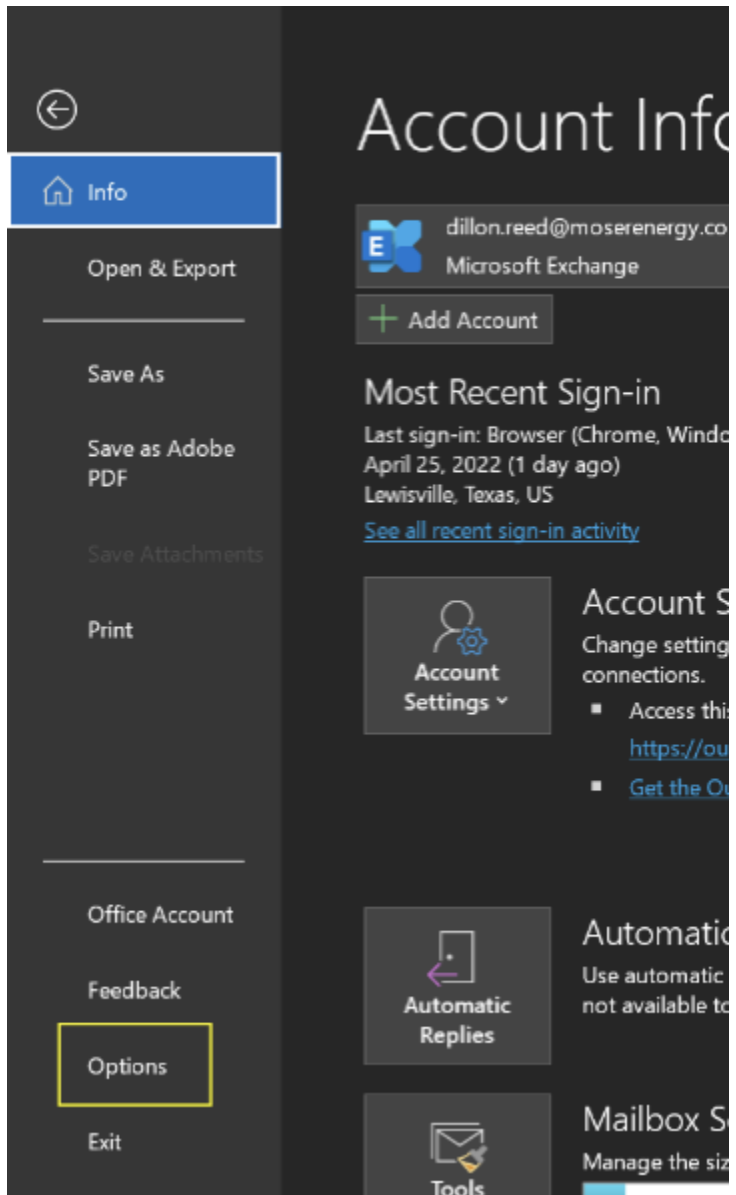 Account Info
Info
dillon.reed@moserenergy.co
E
Microsoft Exchange
Open & Export
Add Account
Save As
Most Recent Sign-in
Save as Adobe
PDF
Last sign-in: Browser (Chrome, Windo
April 25, 2022 (1 day ago)
Lewisville, Texas, US
See all recent sign-in activity
Save Attachments
Print
Account
Settings
Account S
Change setting
connections.
Access this
https://ou
Get the Ou
Office Account
Feedback
Options
Exit
Automatic
Replies
Automatic
Use automatic
not available to
Tools
Mailbox Se
Manage the siz